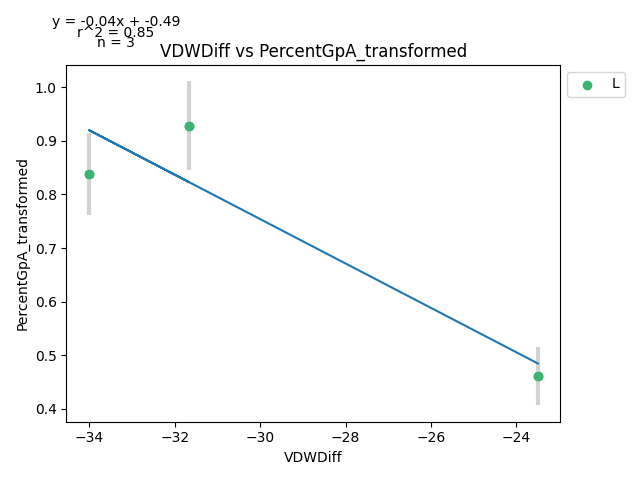 y = -0.04x + -0.49
r^2 = 0.85
n = 3
VDWDiff vs PercentGpA_transformed
L
PercentGpA_transformed
1.0
0.9
0.8
0.7
0.6
0.5
0.4
−34
−32
−30
−28
−26
−24
VDWDiff